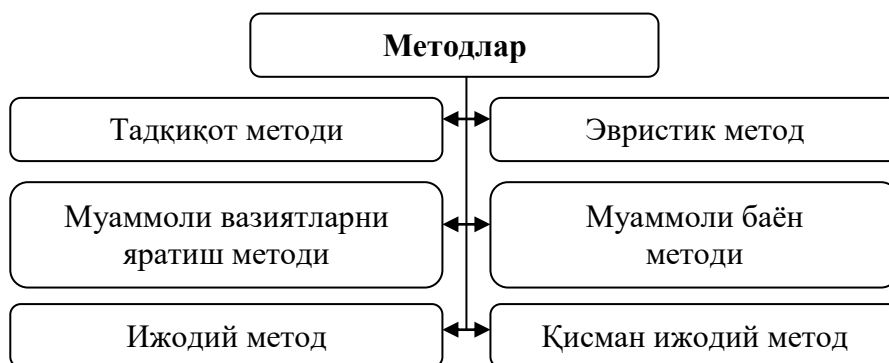 Методлар
Тадқиқот методи
Эвристик метод
Муаммоли вазиятларни
яратиш методи
Муаммоли баён
методи
Ижодий метод
Қисман ижодий метод